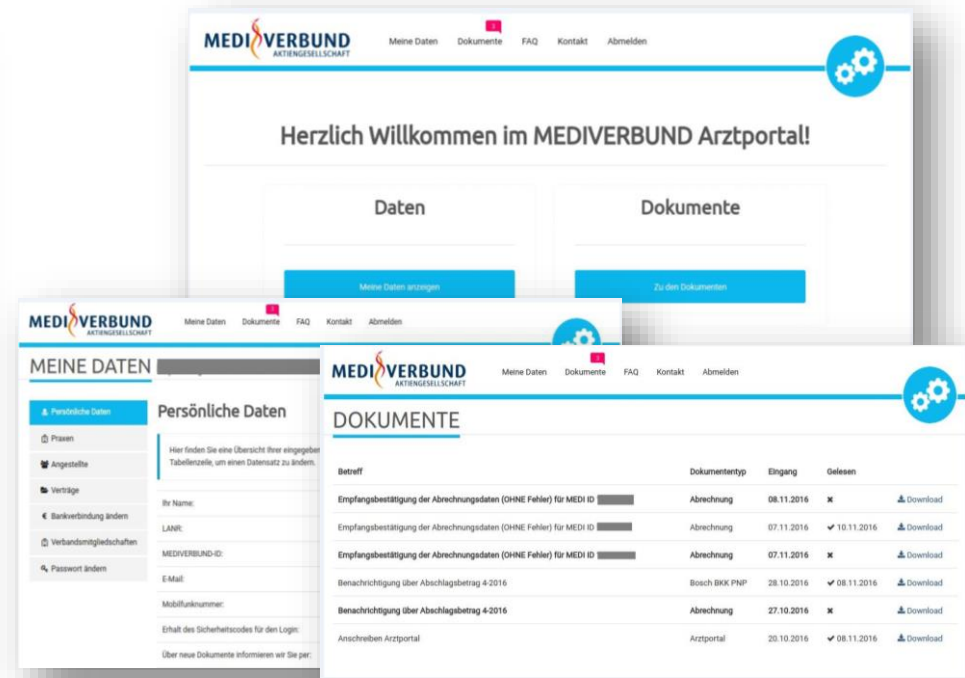 MEDIVERBUND
AKTIENGESELLSCHAFT
Meine Daten
3
Dokumente
FAQ
Kontakt
Abmelden
Herzlich Willkommen im MEDIVERBUND Arztportal!
Daten
Dokumente
Meine Daten anzeigen
Zu den Dokumenten
MEDIVERBUND
AKTIENGESELLSCHAFT
Meine Daten
Dokumente
FAQ
Kontakt
Abmelden
MEINE DATEN
Persönliche Daten
Praxen
Angestellte
Verträge
€ Bankverbindung ändern
Verbandsmitgliedschaften
Passwort ändern
Persönliche Daten
Hier finden Sie eine Übersicht Ihrer eingegeben
Tabellenzeile, um einen Datensatz zu ändern.
Ihr Name:
LANR:
MEDIVERBUND-ID:
E-Mail:
Mobilfunknummer:
Erhalt des Sicherheitscodes für den Login:
Über neue Dokumente informieren wir Sie per:
MEDIVERBUND
AKTIENGESELLSCHAFT
Meine Daten
Dokumente
FAQ
Kontakt
Abmelden
DOKUMENTE
Betreff Dokumententyp Eingang Gelesen
Empfangsbestätigung der Abrechnungsdaten (OHNE Fehler) für MEDI ID Abrechnung 08.11.2016 ✖ Download
Empfangsbestätigung der Abrechnungsdaten (OHNE Fehler) für MEDI ID Abrechnung 07.11.2016 ✔ 10.11.2016 Download
Empfangsbestätigung der Abrechnungsdaten (OHNE Fehler) für MEDI ID Abrechnung 07.11.2016 ✖ Download
Benachrichtigung über Abschlagsbetrag 4-2016 Bosch BKK PNP 28.10.2016 ✔ 08.11.2016 Download
Benachrichtigung über Abschlagsbetrag 4-2016 Abrechnung 27.10.2016 ✖ Download
Anschreiben Arztportal Arztportal 20.10.2016 ✔ 08.11.2016 Download